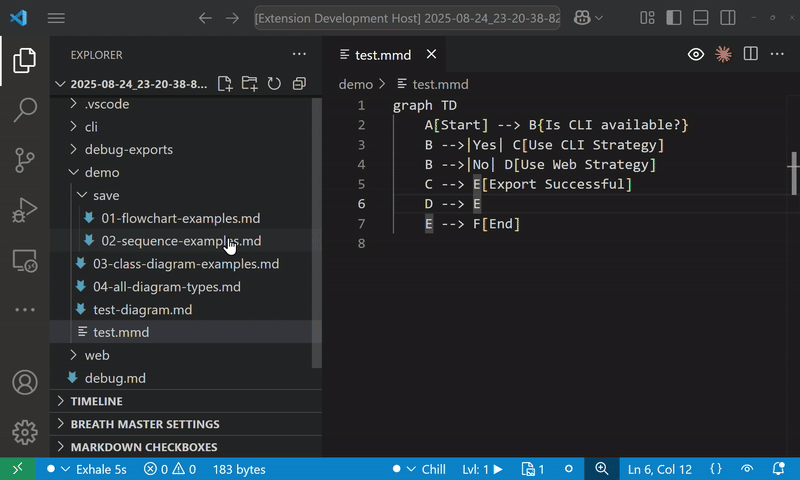 [Extension Development Host] 2025-08-24_23-20-38-82
EXPLORER
2025-08-24_23-20-38-8...
.vscode
cli
debug-exports
demo
save
01-flowchart-examples.md
02-sequence-examples.md
03-class-diagram-examples.md
04-all-diagram-types.md
test-diagram.md
test.mmd
web
debug.md
TIMELINE
BREATH MASTER SETTINGS
MARKDOWN CHECKBOXES
test.mmd
demo > test.mmd
1 graph TD
2 A[Start] --> B{Is CLI available?}
3 B -->|Yes| C[Use CLI Strategy]
4 B -->|No| D[Use Web Strategy]
5 C --> E[Export Successful]
6 D --> E
7 E --> F[End]
8
Exhale 5s 0 0 183 bytes Chill Lvl: 1 1 Ln 6, Col 12 {}